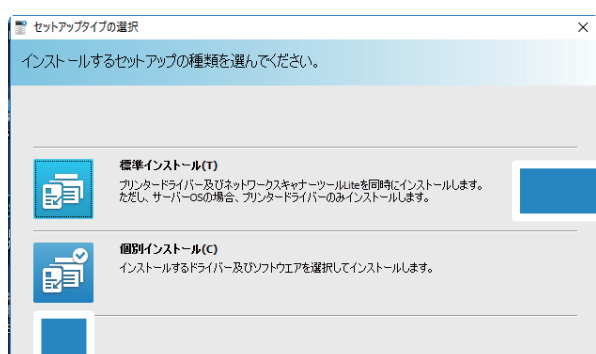 セットアップタイプの選択
インストールするセットアップの種類を選んでください。
標準インストール(T)
プリンタードライバー及びネットワークスキャナーツールLiteを同時にインストールします。
ただし、サーバーOSの場合、プリンタードライバーのみインストールします。
個別インストール(C)
インストールするドライバー及びソフトウエアを選択してインストールします。